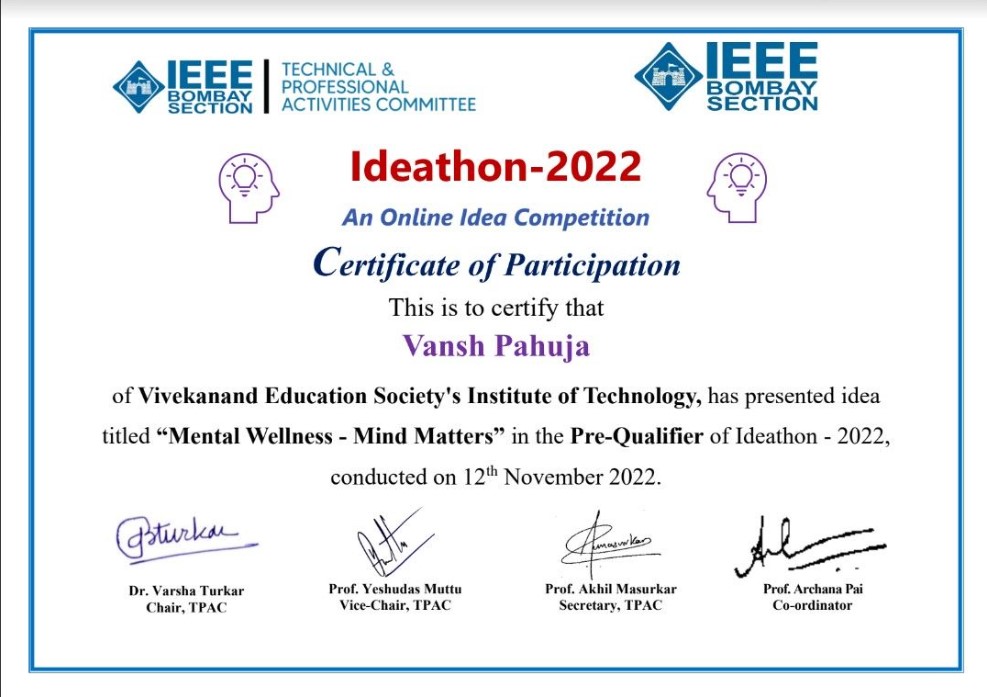 IEEE
BOMBAY
SECTION
TECHNICAL &
PROFESSIONAL
ACTIVITIES COMMITTEE
IEEE
BOMBAY
SECTION
Ideathon-2022
An Online Idea Competition
Certificate of Participation
This is to certify that
Vansh Pahuja
of Vivekanand Education Society's Institute of Technology, has presented idea
titled “Mental Wellness - Mind Matters” in the Pre-Qualifier of Ideathon - 2022,
conducted on 12th November 2022.
Dr. Varsha Turkar
Chair, TPAC
Prof. Yeshudas Muttu
Vice-Chair, TPAC
Prof. Akhil Masurkar
Secretary, TPAC
Prof. Archana Pai
Co-ordinator